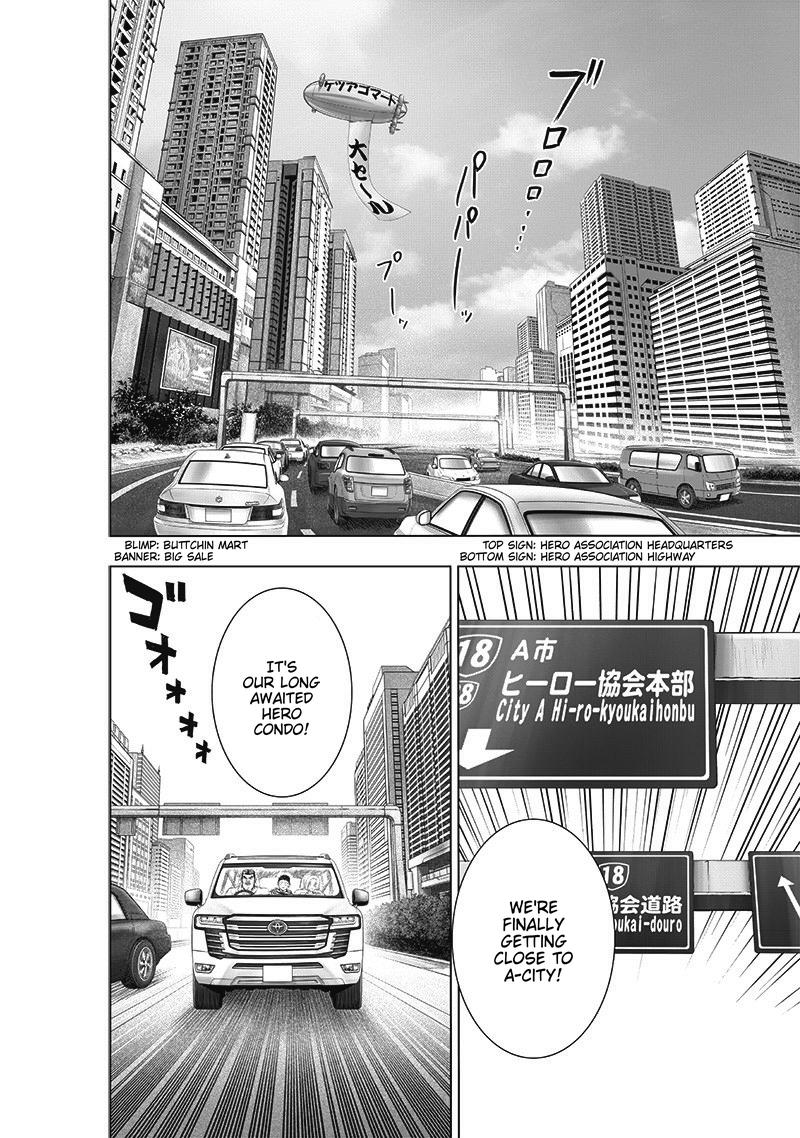 ケツアゴマート
大セール
ブロロロ…
パパー
プーッ
BLIMP: BUTTCHIN MART
BANNER: BIG SALE
TOP SIGN: HERO ASSOCIATION HEADQUARTERS
BOTTOM SIGN: HERO ASSOCIATION HIGHWAY
18
A市
18
ヒーロー協会本部
City A Hi-ro-kyoukaihonbu
WE'RE
FINALLY
GETTING
CLOSE TO
A-CITY!
18
協会道路
oukai-douro
ゴオォォォォ
IT'S
OUR LONG
AWAITED
HERO
CONDO!